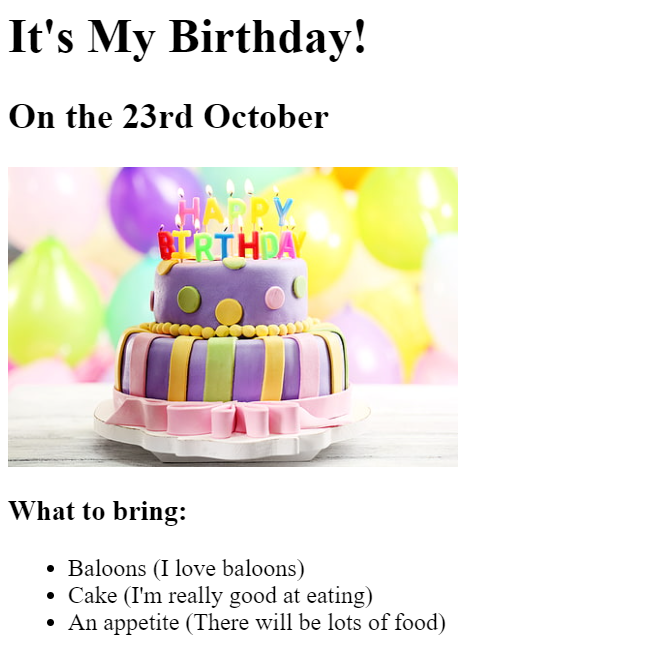 It's My Birthday!
On the 23rd October
HAPPY
BIRTHDAY
What to bring:
Baloons (I love baloons)
Cake (I'm really good at eating)
An appetite (There will be lots of food)